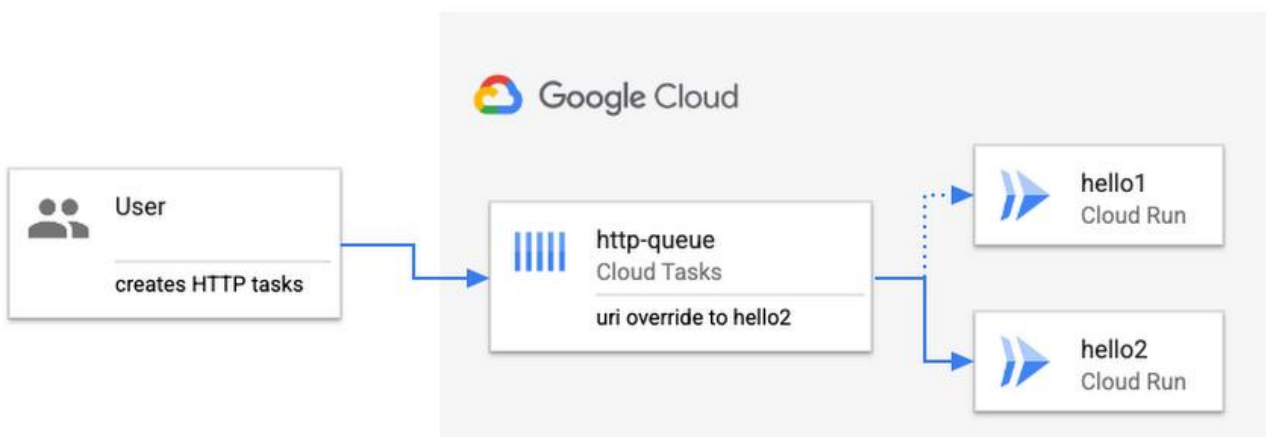 Google Cloud
User
creates HTTP tasks
http-queue
Cloud Tasks
uri override to hello2
hello1
Cloud Run
hello2
Cloud Run